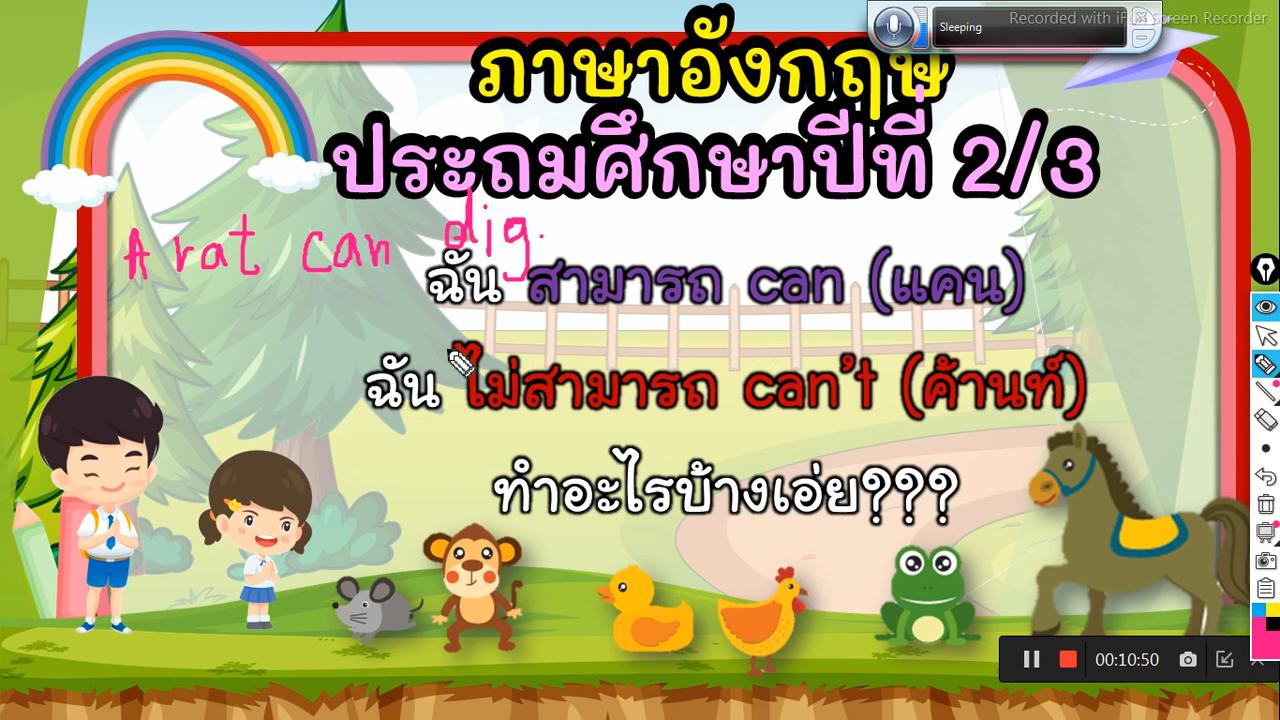 Recorded with iFun Screen Recorder
Sleeping
ภาษาอังกฤษ
ประถมศึกษาปีที่ 2/3
A rat can dig.
ฉัน สามารถ can (แคน)
ฉัน ไม่สามารถ can't (ค้านท์)
ทำอะไรบ้างเอ่ย???
00:10:50